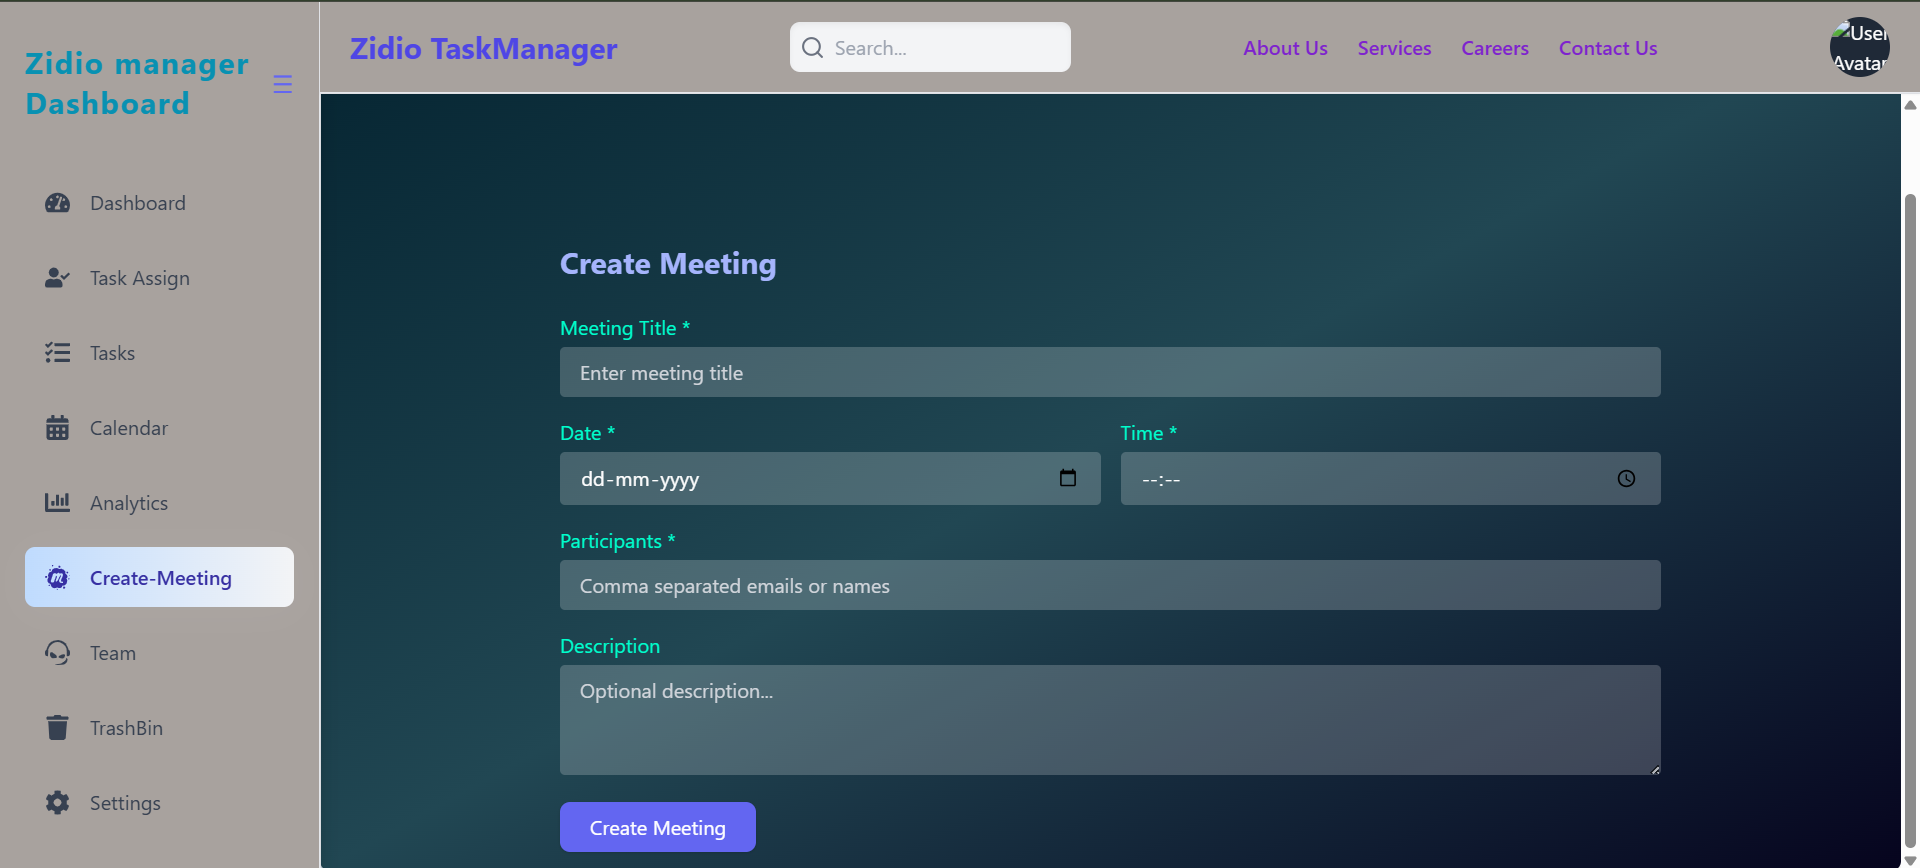 Zidio manager
Dashboard
Dashboard
Task Assign
Tasks
Calendar
Analytics
Create-Meeting
Team
TrashBin
Settings
Zidio TaskManager
Search...
About Us
Services
Careers
Contact Us
User
Avatar
Create Meeting
Meeting Title *
Enter meeting title
Date *
Time *
dd-mm-yyyy
--:--
Participants *
Comma separated emails or names
Description
Optional description...
Create Meeting